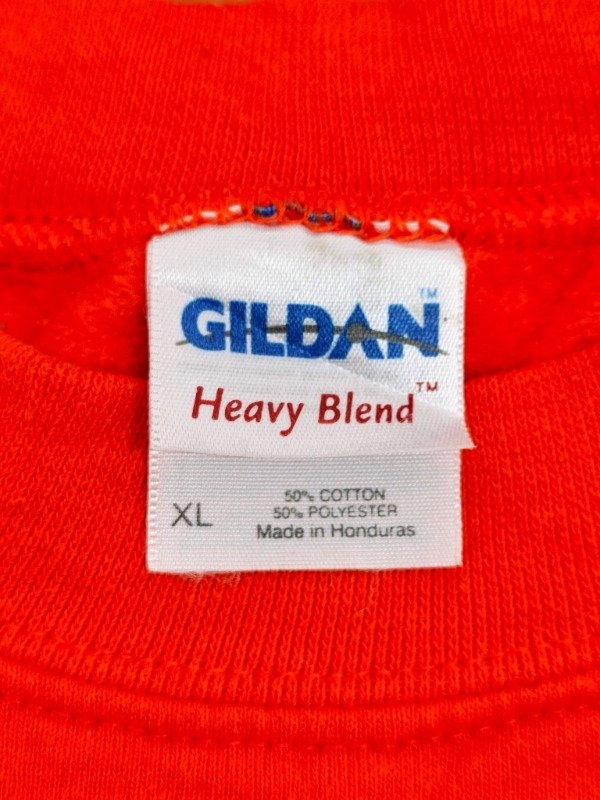 GILDAN™
Heavy Blend™
XL
50% COTTON
50% POLYESTER
Made in Honduras